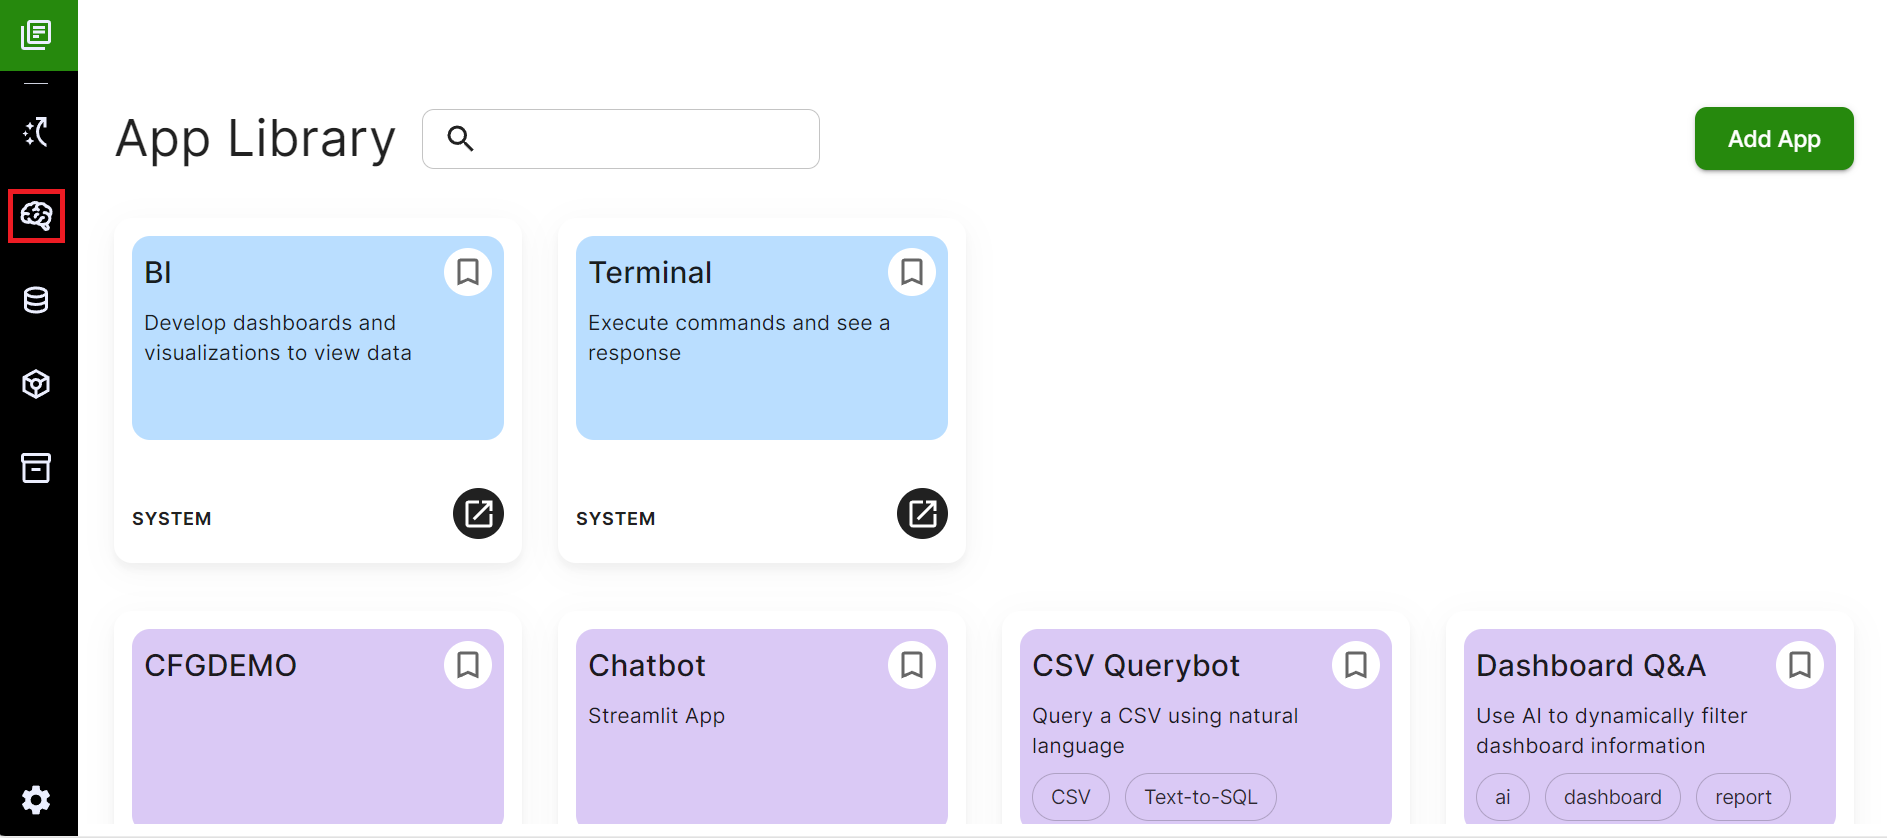 App Library
Add App
BI
Develop dashboards and
visualizations to view data
SYSTEM
Terminal
Execute commands and see a
response
SYSTEM
CFGDEMO
Chatbot
Streamlit App
CSV Querybot
Query a CSV using natural
language
CSV
Text-to-SQL
Dashboard Q&A
Use AI to dynamically filter
dashboard information
ai
dashboard
report